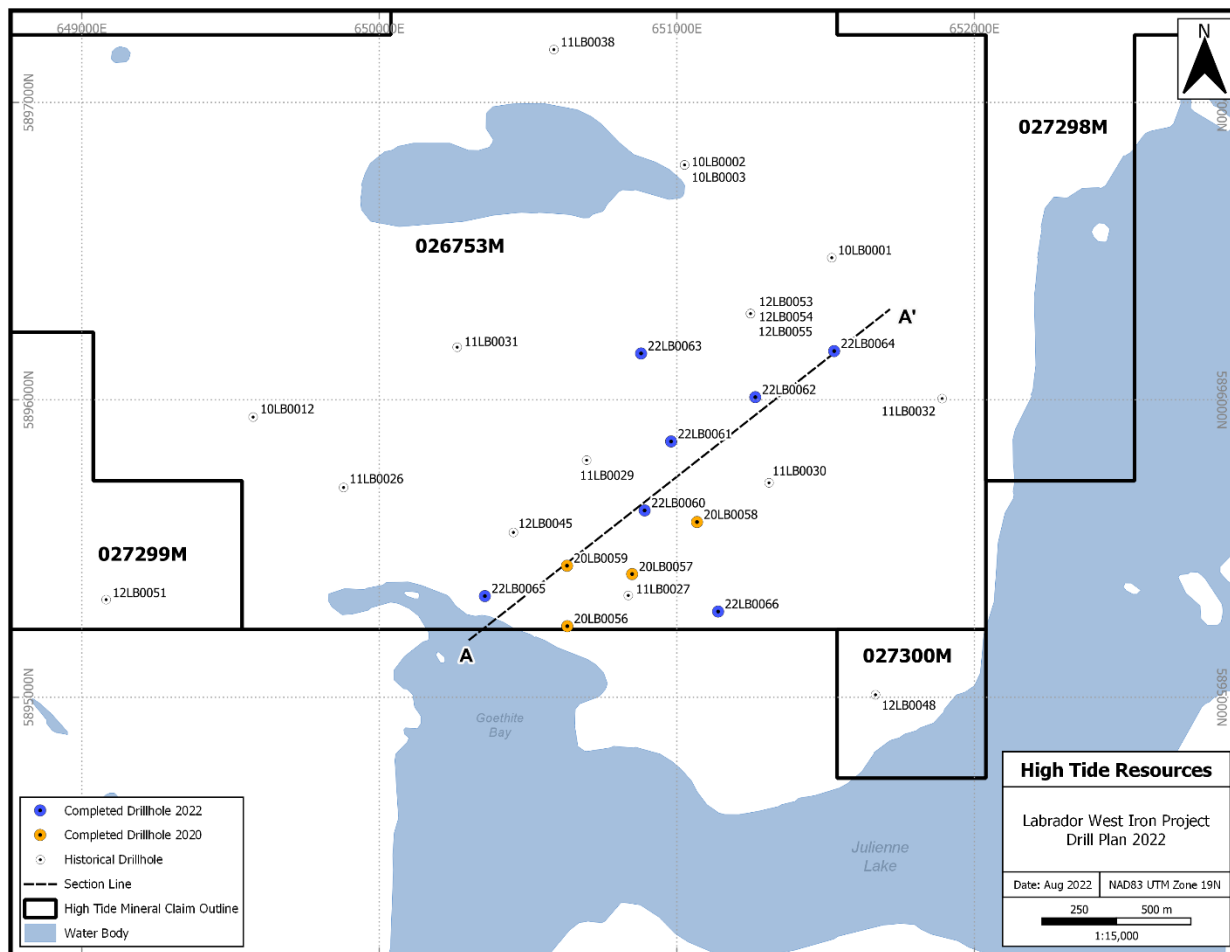 649000E
650000E
651000E
652000E
N
11LB0038
5897000N
000N
027298M
10LB0002
10LB0003
026753M
10LB0001
12LB0053
12LB0054
12LB0055
A'
11LB0031
22LB0063
22LB0064
5896000N
5896000N
22LB0062
11LB0032
10LB0012
22LB0061
11LB0029
11LB0030
11LB0026
22LB0060
20LB0058
12LB0045
027299M
20LB0059
20LB0057
12LB0051
22LB0065
11LB0027
22LB0066
20LB0056
A
027300M
5895000N
5895000N
12LB0048
Goethite
Bay
Julienne
Lake
Completed Drillhole 2022
Completed Drillhole 2020
Historical Drillhole
Section Line
High Tide Mineral Claim Outline
Water Body
High Tide Resources
Labrador West Iron Project
Drill Plan 2022
Date: Aug 2022
NAD83 UTM Zone 19N
250 500 m
1:15,000